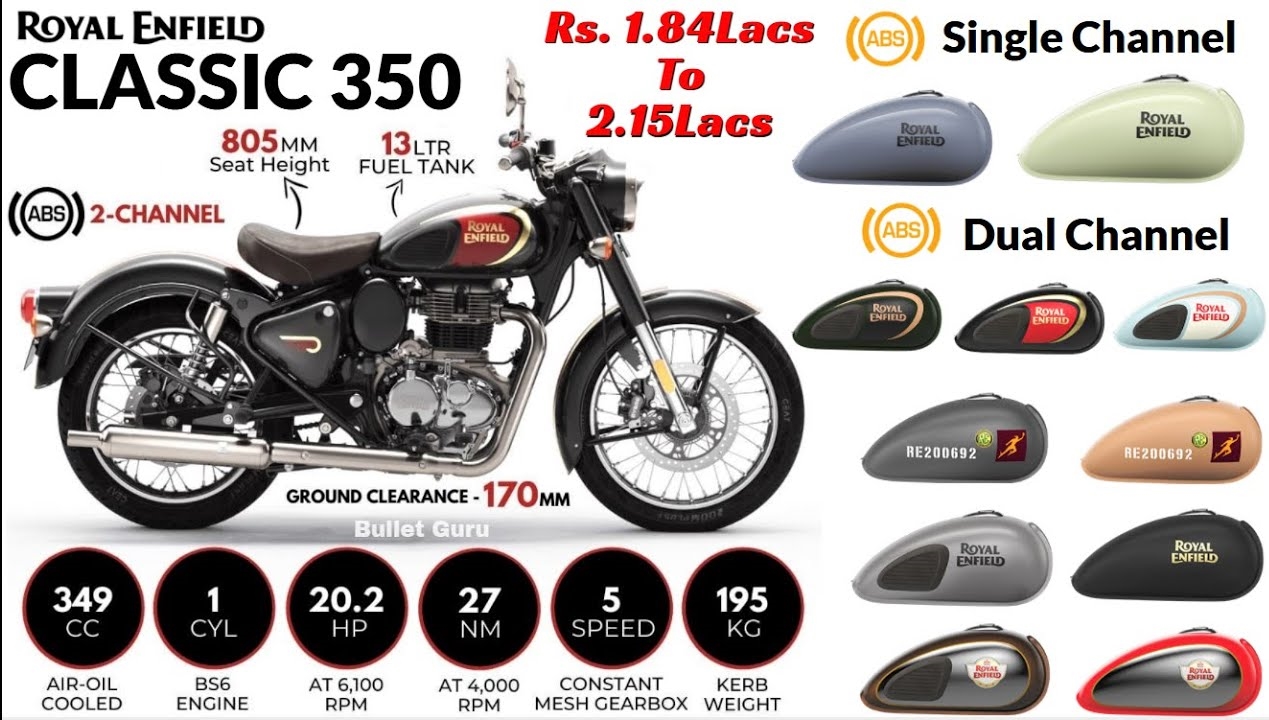 ROYAL ENFIELD
CLASSIC 350
Rs. 1.84Lacs
To
2.15Lacs
805MM
Seat Height
13LTR
FUEL TANK
ABS 2-CHANNEL
ROYAL
ENFIELD
GROUND CLEARANCE - 170MM
Bullet Guru
349
CC
AIR-OIL
COOLED
1
CYL
BS6
ENGINE
20.2
HP
AT 6,100
RPM
27
NM
AT 4,000
RPM
5
SPEED
CONSTANT
MESH GEARBOX
195
KG
KERB
WEIGHT
ABS Single Channel
ROYAL
ENFIELD
ROYAL
ENFIELD
ABS Dual Channel
ROYAL
ENFIELD
ROYAL
ENFIELD
ROYAL
ENFIELD
RE200692
RE200692
ROYAL
ENFIELD
ROYAL
ENFIELD
ROYAL
ENFIELD
ROYAL
ENFIELD